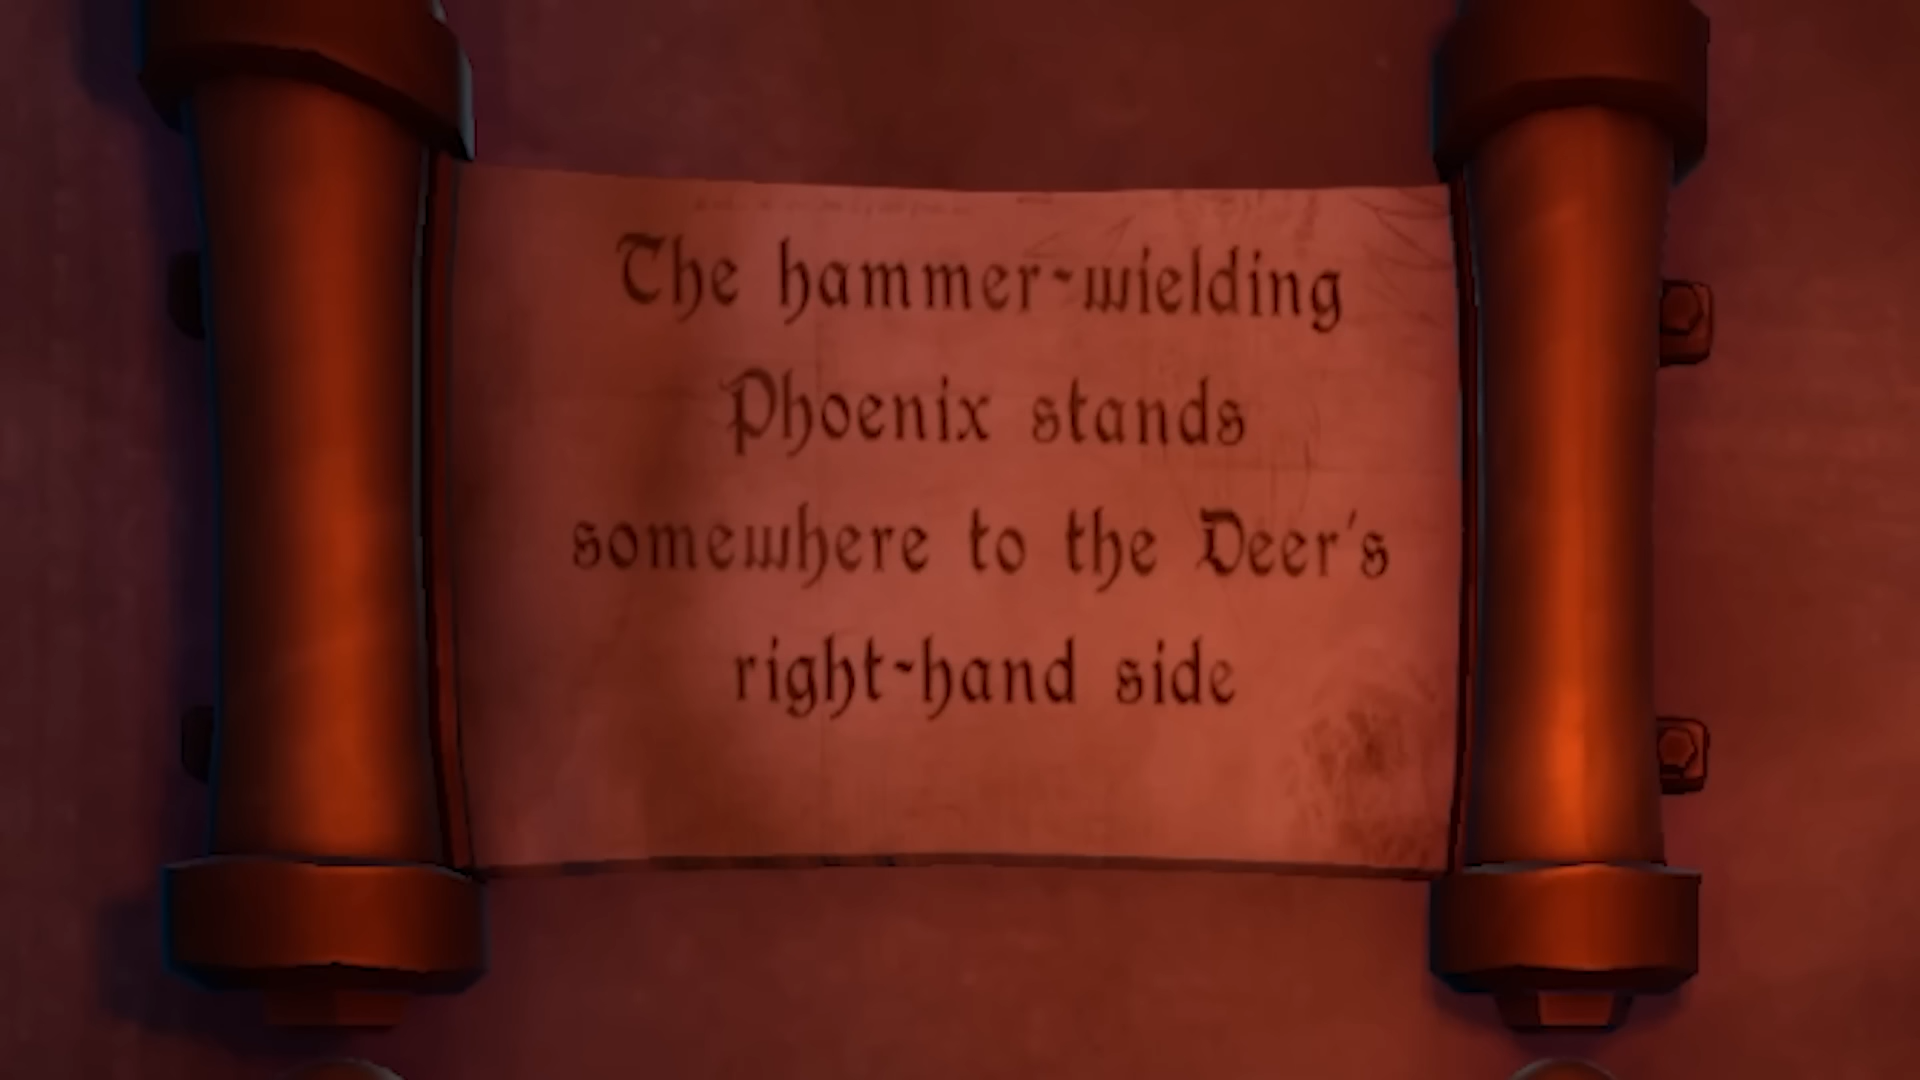 The hammer-wielding
Phoenix stands
somewhere to the Deer's
right-hand side